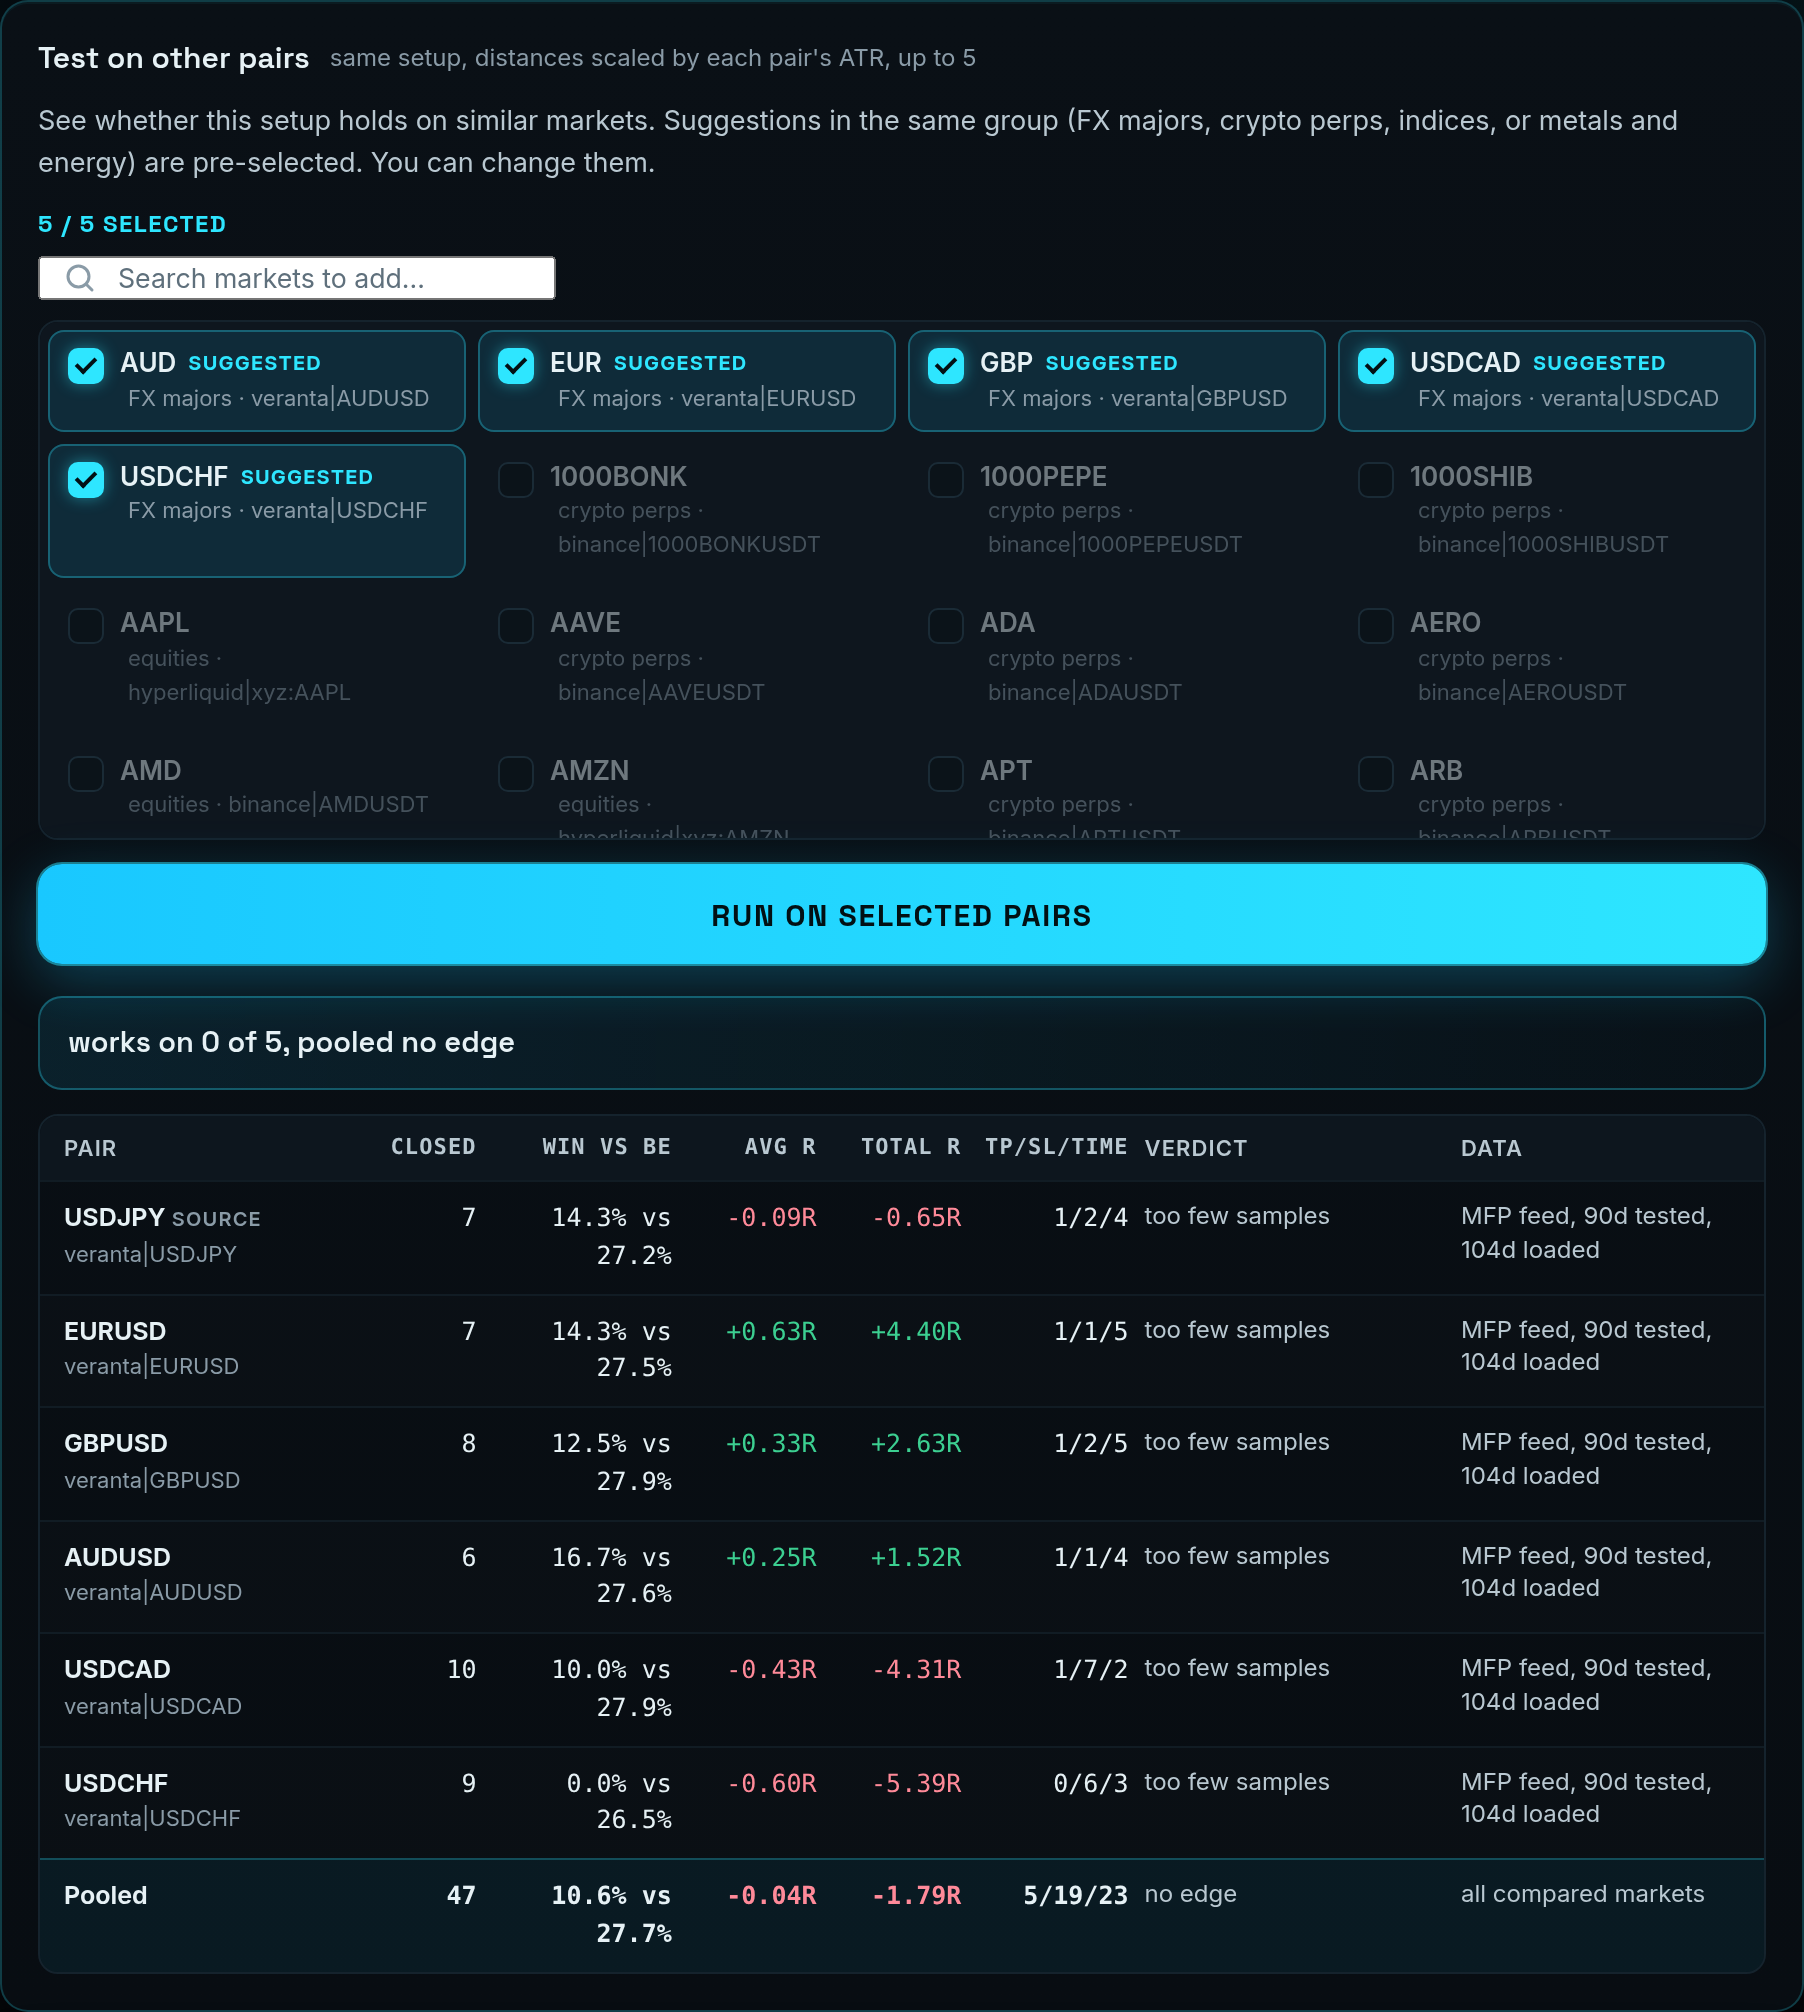 Test on other pairs same setup, distances scaled by each pair's ATR, up to 5
See whether this setup holds on similar markets. Suggestions in the same group (FX majors, crypto perps, indices, or metals and
energy) are pre-selected. You can change them.
5 / 5 SELECTED
Search markets to add...
AUD SUGGESTED
FX majors · veranta|AUDUSD
EUR SUGGESTED
FX majors · veranta|EURUSD
GBP SUGGESTED
FX majors · veranta|GBPUSD
USDCAD SUGGESTED
FX majors · veranta|USDCAD
USDCHF SUGGESTED
FX majors · veranta|USDCHF
1000BONK
crypto perps ·
binance|1000BONKUSDT
1000PEPE
crypto perps ·
binance|1000PEPEUSDT
1000SHIB
crypto perps ·
binance|1000SHIBUSDT
AAPL
equities ·
hyperliquid|xyz:AAPL
AAVE
crypto perps ·
binance|AAVEUSDT
ADA
crypto perps ·
binance|ADAUSDT
AERO
crypto perps ·
binance|AEROUSDT
AMD
equities · binance|AMDUSDT
AMZN
equities ·
hyperliquid|xyz:AMZN
APT
crypto perps ·
binance|APTUSDT
ARB
crypto perps ·
binance|ARBUSDT
RUN ON SELECTED PAIRS
works on 0 of 5, pooled no edge
PAIR CLOSED WIN VS BE AVG R TOTAL R TP/SL/TIME VERDICT DATA
USDJPY SOURCE 7 14.3% vs -0.09R -0.65R 1/2/4 too few samples MFP feed, 90d tested,
veranta|USDJPY 27.2% 104d loaded
EURUSD 7 14.3% vs +0.63R +4.40R 1/1/5 too few samples MFP feed, 90d tested,
veranta|EURUSD 27.5% 104d loaded
GBPUSD 8 12.5% vs +0.33R +2.63R 1/2/5 too few samples MFP feed, 90d tested,
veranta|GBPUSD 27.9% 104d loaded
AUDUSD 6 16.7% vs +0.25R +1.52R 1/1/4 too few samples MFP feed, 90d tested,
veranta|AUDUSD 27.6% 104d loaded
USDCAD 10 10.0% vs -0.43R -4.31R 1/7/2 too few samples MFP feed, 90d tested,
veranta|USDCAD 27.9% 104d loaded
USDCHF 9 0.0% vs -0.60R -5.39R 0/6/3 too few samples MFP feed, 90d tested,
veranta|USDCHF 26.5% 104d loaded
Pooled 47 10.6% vs -0.04R -1.79R 5/19/23 no edge all compared markets
27.7%